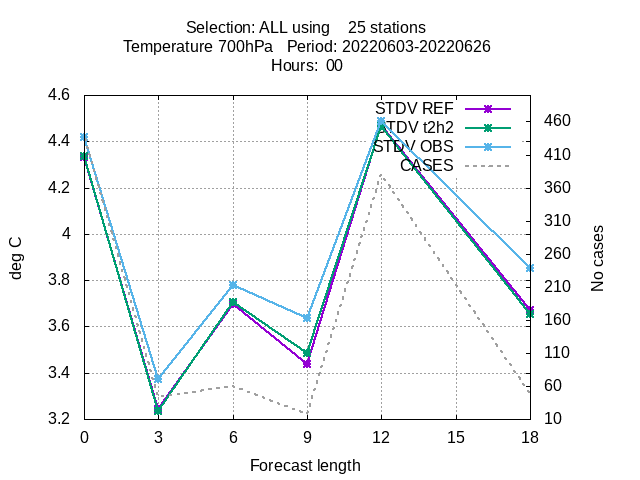 Selection: ALL using 25 stations
Temperature 700hPa Period: 20220603-20220626
Hours: 00
4.6
4.4
4.2
4
3.8
3.6
3.4
3.2
deg C
STDV REF
STDV t2h2
STDV OBS
CASES
460
410
360
310
260
210
160
110
60
10
No cases
0 3 6 9 12 15 18
Forecast length